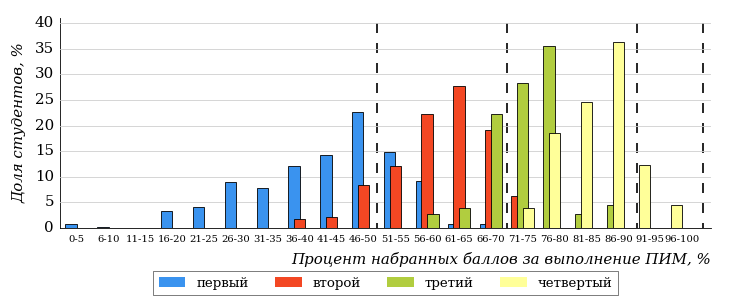 40
35
30
25
20
15
10
5
0
Доля студентов, %
0-5 6-10 11-15 16-20 21-25 26-30 31-35 36-40 41-45 46-50 51-55 56-60 61-65 66-70 71-75 76-80 81-85 86-90 91-95 96-100
Процент набранных баллов за выполнение ПИМ, %
первый второй третий четвертый